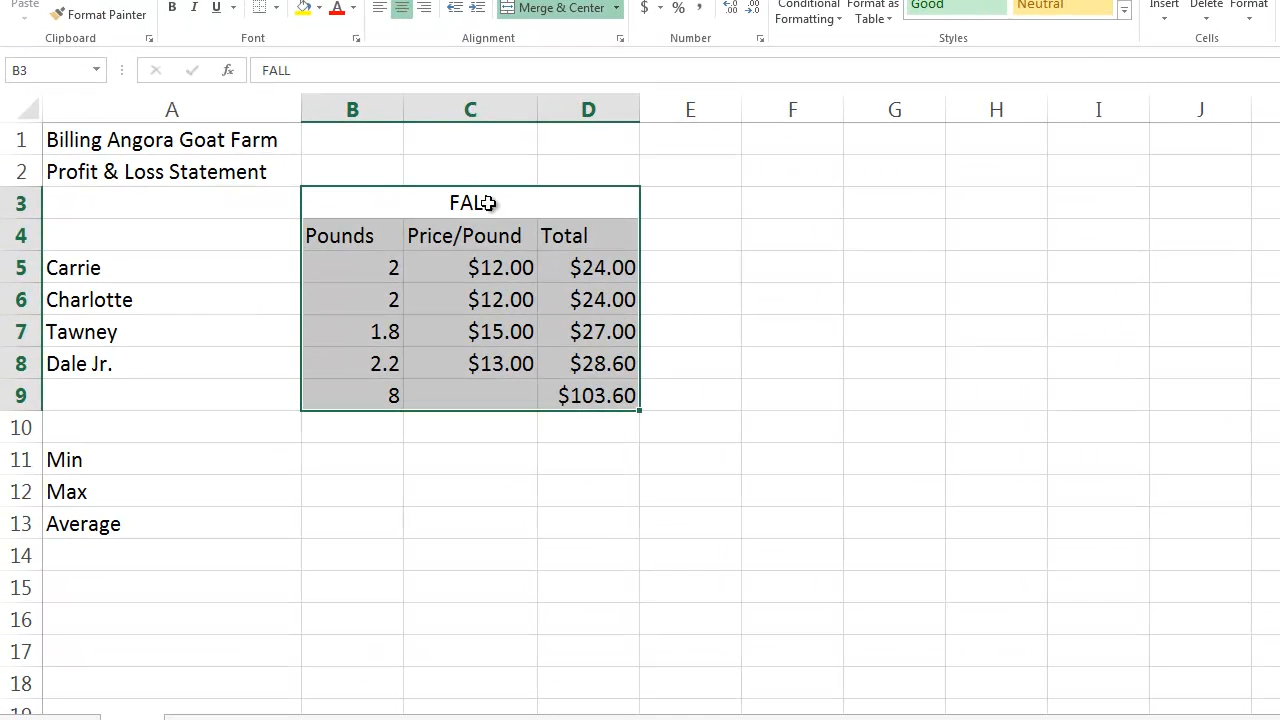 Paste Format Painter B I U A Merge & Center $ % , .00 Conditional Formatting Format as Table Good Neutral Insert Delete Format
Clipboard Font Alignment Number Styles Cells
B3 fx FALL
A B C D E F G H I J
1 Billing Angora Goat Farm
2 Profit & Loss Statement
3 FALL
4 Pounds Price/Pound Total
5 Carrie 2 $12.00 $24.00
6 Charlotte 2 $12.00 $24.00
7 Tawney 1.8 $15.00 $27.00
8 Dale Jr. 2.2 $13.00 $28.60
9 8 $103.60
10
11 Min
12 Max
13 Average
14
15
16
17
18